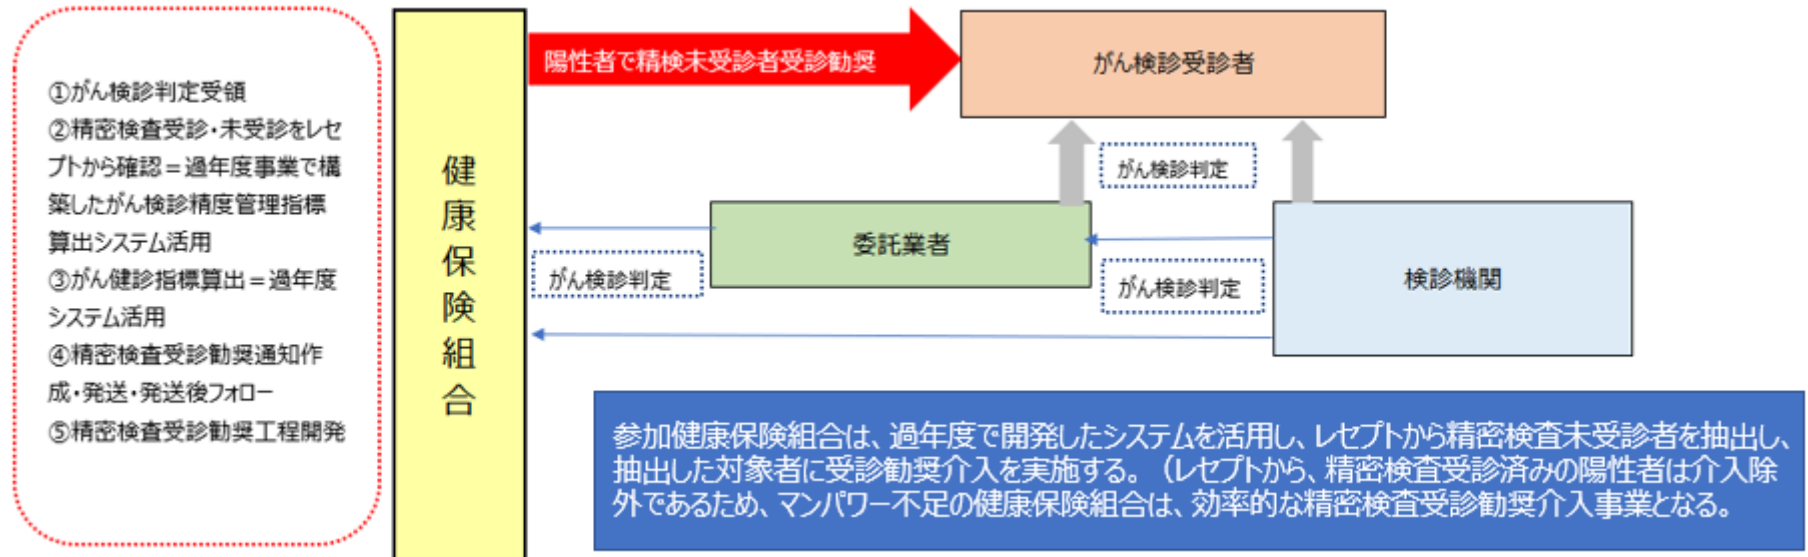 ①がん検診判定受領
②精密検査受診・未受診をレセ
プトから確認＝過年度事業で構
築したがん検診精度管理指標
算出システム活用
③がん健診指標算出＝過年度
システム活用
④精密検査受診勧奨通知作
成・発送・発送後フォロー
⑤精密検査受診勧奨工程開発
健康保険組合
陽性者で精検未受診者受診勧奨
がん検診受診者
がん検診判定
委託業者
がん検診判定
がん検診判定
検診機関
参加健康保険組合は、過年度で開発したシステムを活用し、レセプトから精密検査未受診者を抽出し、
抽出した対象者に受診勧奨介入を実施する。（レセプトから、精密検査受診済みの陽性者は介入除
外であるため、マンパワー不足の健康保険組合は、効率的な精密検査受診勧奨介入事業となる。